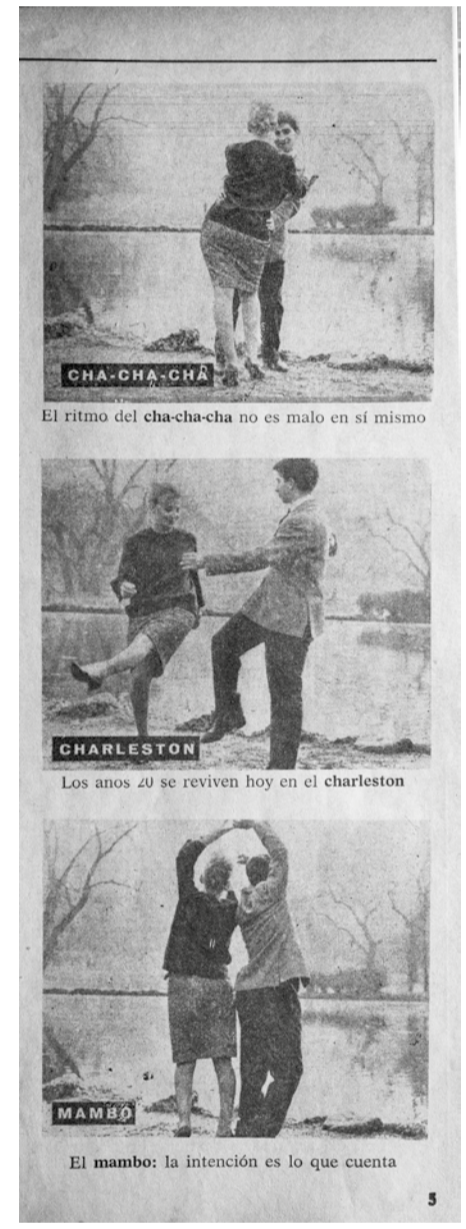 CHA-CHA-CHA
El ritmo del cha-cha-cha no es malo en sí mismo
CHARLESTON
Los anos 20 se reviven hoy en el charleston
MAMBO
El mambo: la intención es lo que cuenta
5